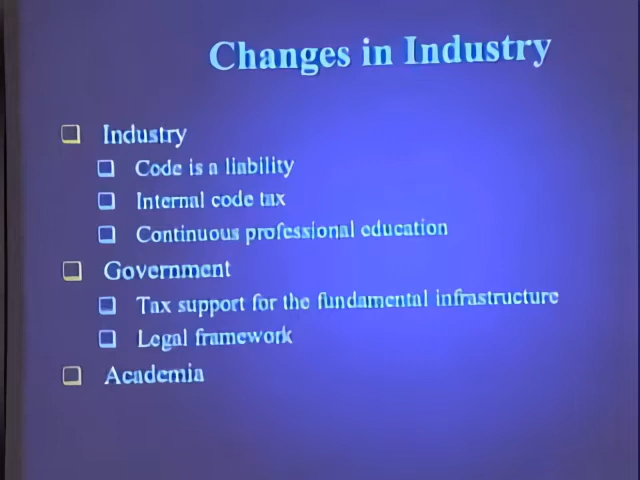 Changes in Industry
Industry
Code is a liability
Internal code tax
Continuous professional education
Government
Tax support for the fundamental infrastructure
Legal framework
Academia